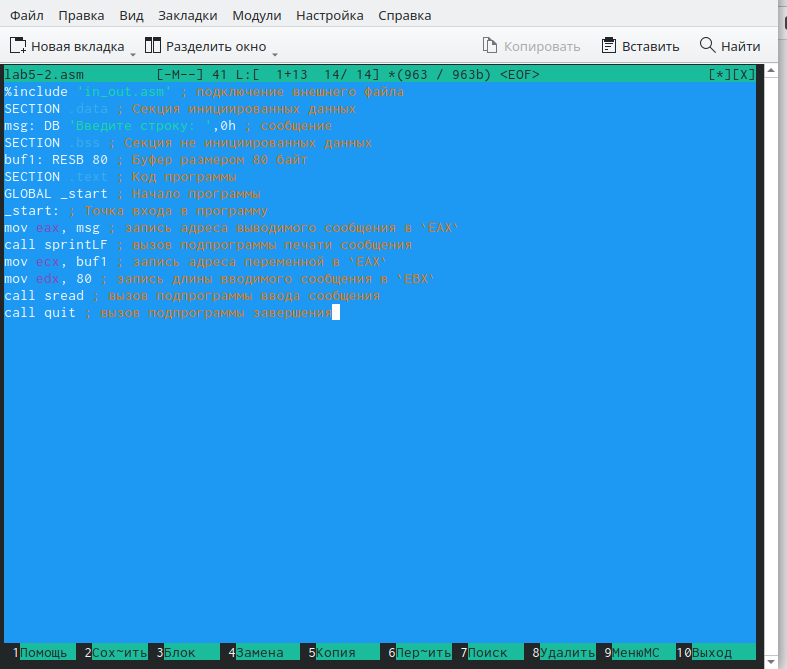 Файл Правка Вид Закладки Модули Настройка Справка
Новая вкладка Разделить окно Копировать Вставить Найти
lab5-2.asm [-M--] 41 L:[ 1+13 14/ 14] *(963 / 963b) <EOF> [*][X]
%include 'in_out.asm' ; подключение внешнего файла
SECTION .data ; Секция инициированных данных
msg: DB 'Введите строку: ',0h ; сообщение
SECTION .bss ; Секция не инициированных данных
buf1: RESB 80 ; Буфер размером 80 байт
SECTION .text ; Код программы
GLOBAL _start ; Начало программы
_start: ; Точка входа в программу
mov eax, msg ; запись адреса выводимого сообщения в `EAX`
call sprintLF ; вызов подпрограммы печати сообщения
mov ecx, buf1 ; запись адреса переменной в `EAX`
mov edx, 80 ; запись длины вводимого сообщения в `EBX`
call sread ; вызов подпрограммы ввода сообщения
call quit ; вызов подпрограммы завершения
1Помощь 2Сох~ить 3Блок 4Замена 5Копия 6Пер~ить 7Поиск 8Удалить 9МенюMC 10Выход